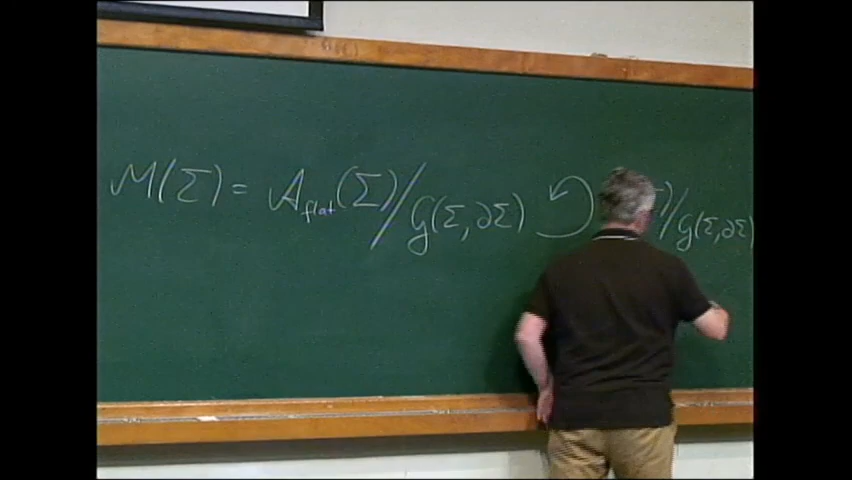 M(Σ) = A_flat(Σ)/G(Σ, ∂Σ) ↺ Σ)/G(Σ, ∂Σ)